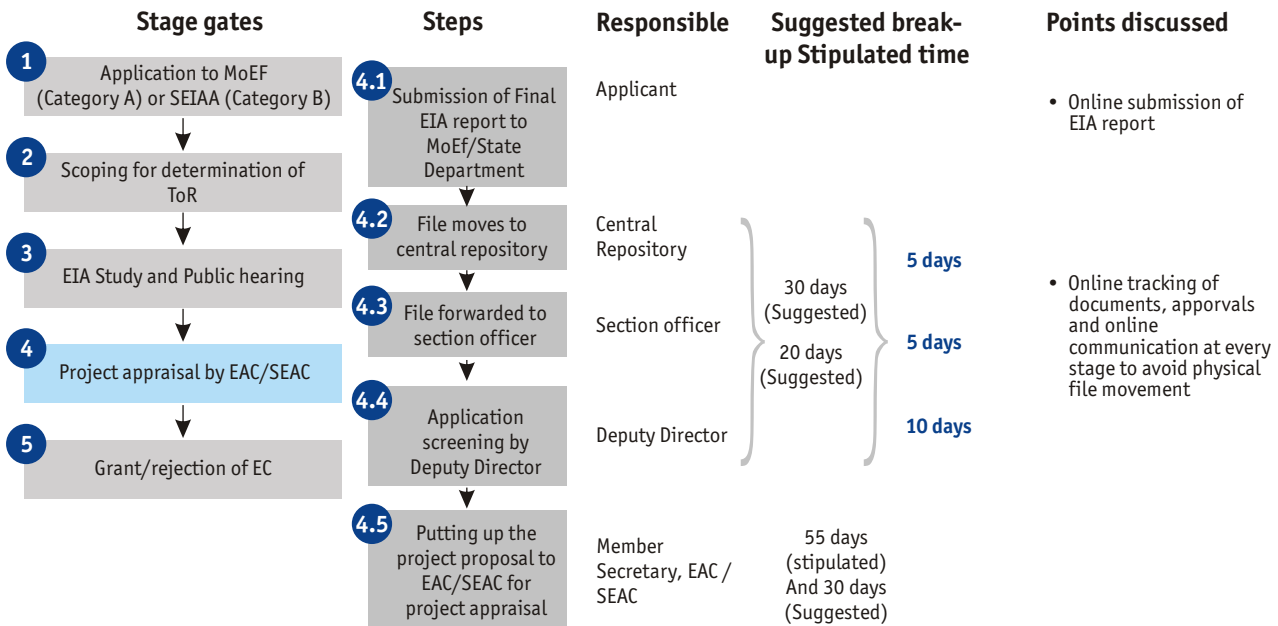 Stage gates
1
Application to MoEF
(Category A) or SEIAA (Category B)
2
Scoping for determination of
ToR
3
EIA Study and Public hearing
4
Project appraisal by EAC/SEAC
5
Grant/rejection of EC
Steps
4.1
Submission of Final
EIA report to
MoEf/State
Department
4.2
File moves to
central repository
4.3
File forwarded to
section officer
4.4
Application
screening by
Deputy Director
4.5
Putting up the
project proposal to
EAC/SEAC for
project appraisal
Responsible
Applicant
Central
Repository
Section officer
Deputy Director
Member
Secretary, EAC /
SEAC
Suggested break-
up Stipulated time
30 days
(Suggested)
20 days
(Suggested)
5 days
5 days
10 days
55 days
(stipulated)
And 30 days
(Suggested)
Points discussed
• Online submission of
EIA report
• Online tracking of
documents, apporvals
and online
communication at every
stage to avoid physical
file movement